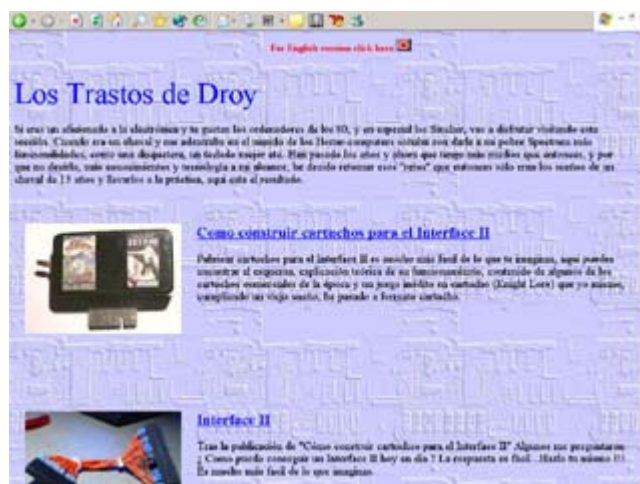 For English version click here
Los Trastos de Droy
Si eres un aficionado a la electrónica y te gustan los ordenadores de los 80, y en especial los Sinclair, vas a disfrutar visitando esta
sección. Cuando era un chaval y me adentraba en el mundo de los Home-computers soñaba con darle a mi pobre Spectrum más
funcionalidades, como una disquetera, un teclado mejor etc. Han pasado los años y ahora que tengo más medios que entonces, y por
que no decirlo, más conocimientos y tecnología a mi alcance, he decido retomar esos "retos" que entonces sólo eran los sueños de un
chaval de 13 años y llevarlos a la práctica, aquí está el resultado.
Como construir cartuchos para el Interface II
Fabricar cartuchos para el interface II es mucho más fácil de lo que te imaginas, aquí puedes
encontrar el esquema, explicación teórica de su funcionamiento, contenido de algunos de los
cartuchos comerciales de la época y un juego inédito en cartucho (Knight Lore) que yo mismo,
cumpliendo un viejo sueño, he pasado a formato cartucho.
Interface II
Tras la publicación de "Cómo construir cartuchos para el Interface II" Algunos me preguntaron
¿ Como puedo conseguir un Interface II hoy en día ? La respuesta es fácil...Hazlo tu mismo !!!
Es mucho más fácil de lo que imaginas.